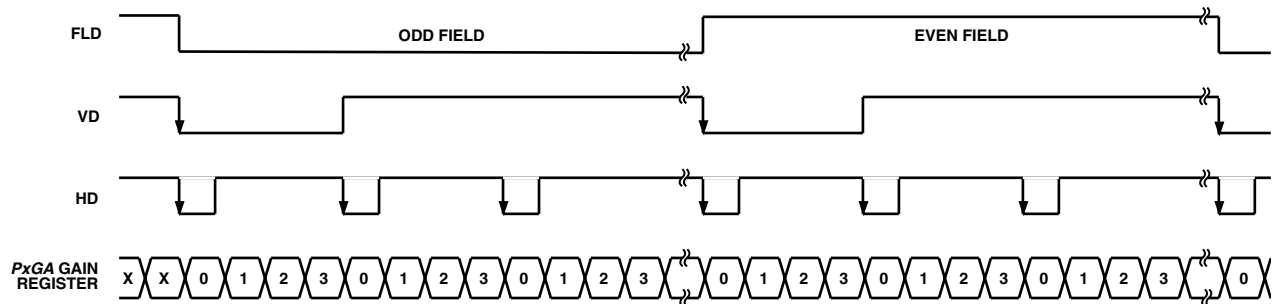 FLD
ODD FIELD
EVEN FIELD
VD
HD
PxGA GAIN
REGISTER
X X 0 1 2 3 0 1 2 3 0 1 2 3 0 1 2 3 0 1 2 3 0 1 2 3 0